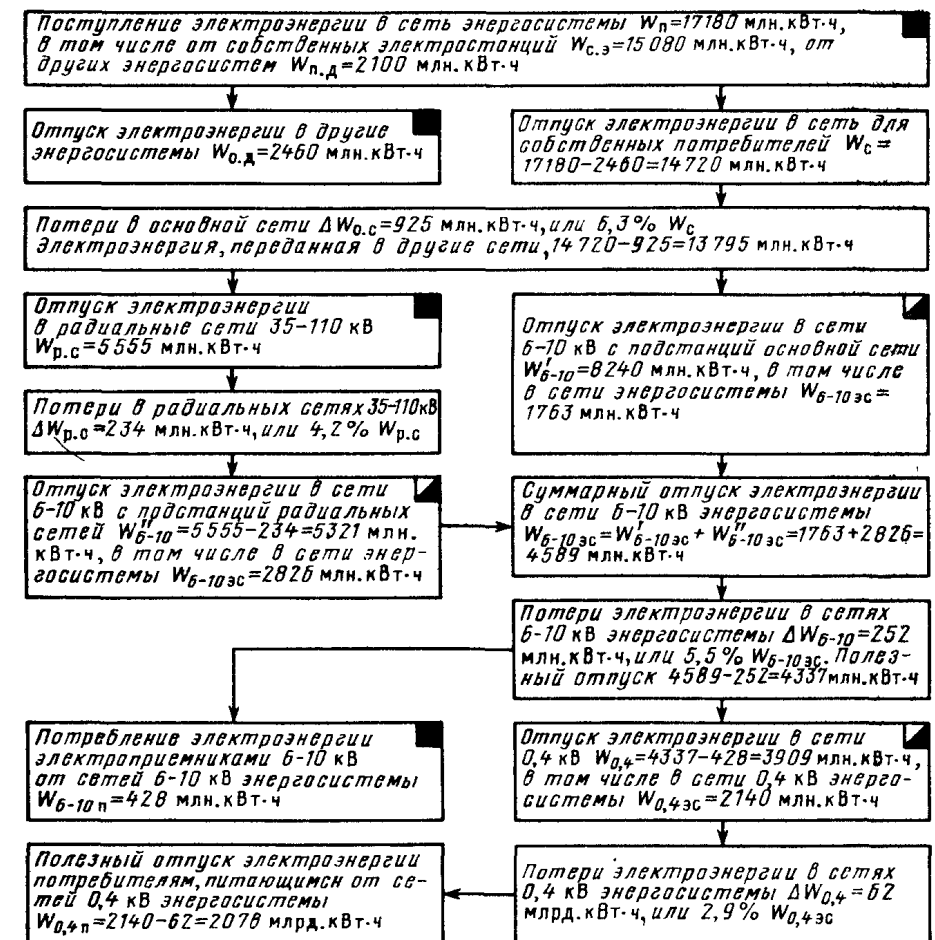 Поступление электроэнергии в сеть энергосистемы Wп=17180 млн.кВт·ч,
в том числе от собственных электростанций Wс.э=15080 млн.кВт·ч, от
других энергосистем Wп.д=2100 млн.кВт·ч
Отпуск электроэнергии в другие
энергосистемы Wо.д=2460 млн.кВт·ч
Отпуск электроэнергии в сеть для
собственных потребителей Wс=
17180-2460=14720 млн.кВт·ч
Потери в основной сети ΔWо.с=925 млн.кВт·ч, или 6,3% Wс
Электроэнергия, переданная в другие сети, 14720-925=13795 млн.кВт·ч
Отпуск электроэнергии
в радиальные сети 35-110 кВ
Wр.с=5555 млн.кВт·ч
Отпуск электроэнергии в сети
6-10 кВ с подстанций основной сети
W′6-10=8240 млн.кВт·ч, в том числе
в сети энергосистемы W6-10эс=
1763 млн.кВт·ч
Потери в радиальных сетях 35-110кВ
ΔWр.с=234 млн.кВт·ч, или 4,2% Wр.с
Отпуск электроэнергии в сети
6-10 кВ с подстанций радиальных
сетей W″6-10=5555-234=5321 млн.
кВт·ч, в том числе в сети энер-
госистемы W6-10эс=2826 млн.кВт·ч
Суммарный отпуск электроэнергии
в сети 6-10 кВ энергосистемы
W6-10эс=W′6-10эс+W″6-10эс=1763+2826=
4589 млн.кВт·ч
Потери электроэнергии в сетях
6-10 кВ энергосистемы ΔW6-10=252
млн.кВт·ч, или 5,5% W6-10эс. Полез-
ный отпуск 4589-252=4337млн.кВт·ч
Потребление электроэнергии
электроприемниками 6-10 кВ
от сетей 6-10 кВ энергосистемы
W6-10п=428 млн.кВт·ч
Отпуск электроэнергии в сети
0,4 кВ W0,4=4337-428=3909 млн.кВт·ч,
в том числе в сети 0,4 кВ энерго-
системы W0,4эс=2140 млн.кВт·ч
Полезный отпуск электроэнергии
потребителям, питающимся от се-
тей 0,4 кВ энергосистемы
W0,4п=2140-62=2078 млрд.кВт·ч
Потери электроэнергии в сетях
0,4 кВ энергосистемы ΔW0,4=62
млрд.кВт·ч, или 2,9% W0,4эс